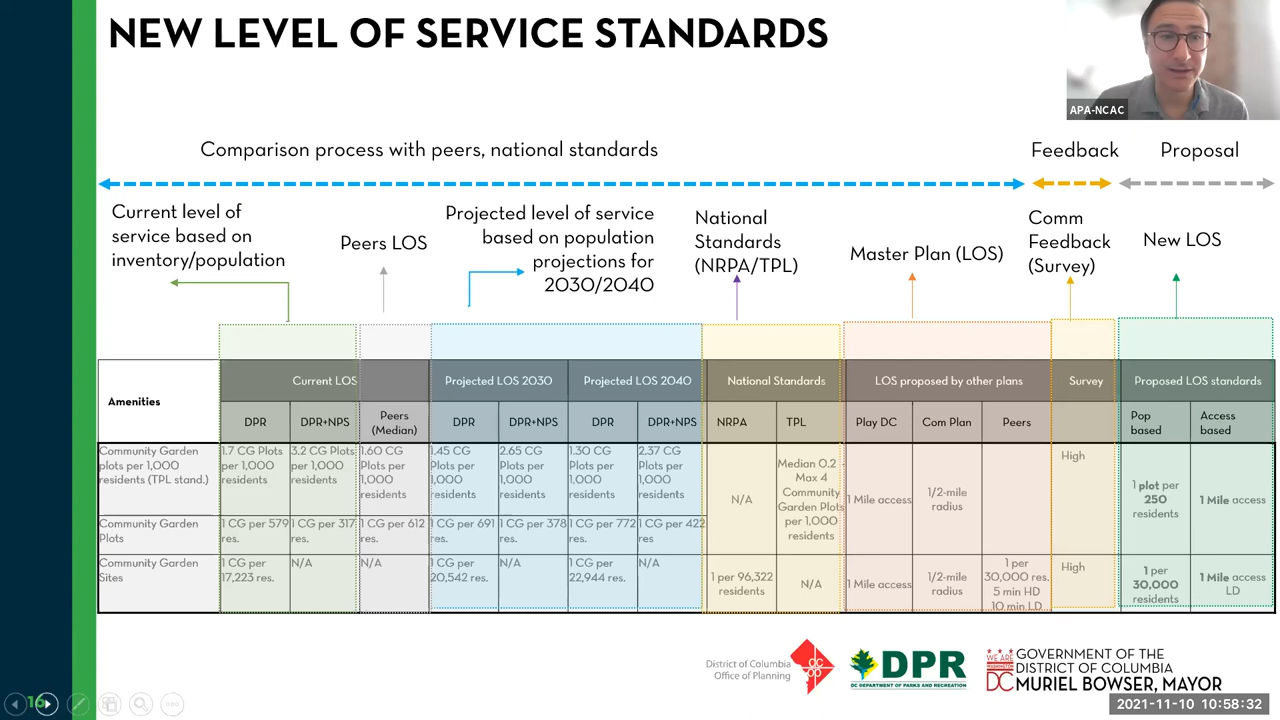 NEW LEVEL OF SERVICE STANDARDS
APA-NCAC
Comparison process with peers, national standards
Feedback
Proposal
Current level of
service based on
inventory/population
Peers LOS
Projected level of service
based on population
projections for
2030/2040
National
Standards
(NRPA/TPL)
Master Plan (LOS)
Comm
Feedback
(Survey)
New LOS
Amenities
Current LOS
Projected LOS 2030
Projected LOS 2040
National Standards
LOS proposed by other plans
Survey
Proposed LOS standards
DPR
DPR+NPS
Peers
(Median)
DPR
DPR+NPS
DPR
DPR+NPS
NRPA
TPL
Play DC
Com Plan
Peers
Pop
based
Access
based
Community Garden
plots per 1,000
residents (TPL stand.)
1.7 CG Plots
per 1,000
residents
3.2 CG Plots
per 1,000
residents
1.60 CG
Plots per
1,000
residents
1.45 CG
Plots per
1,000
residents
2.65 CG
Plots per
1,000
residents
1.30 CG
Plots per
1,000
residents
2.37 CG
Plots per
1,000
residents
N/A
Median 0.2 -
Max 4
Community
Garden Plots
per 1,000
residents
1 Mile access
1/2-mile
radius
High
1 plot per
250
residents
1 Mile access
Community Garden
Plots
1 CG per 579
res.
1 CG per 317
res.
1 CG per 612
res.
1 CG per 691
res.
1 CG per 378
res.
1 CG per 772
res.
1 CG per 422
res
Community Garden
Sites
1 CG per
17,223 res.
N/A
N/A
1 CG per
20,542 res.
N/A
1 CG per
22,944 res.
N/A
1 per 96,322
residents
N/A
1 Mile access
1/2-mile
radius
1 per
30,000 res.
5 min HD
10 min LD
High
1 per
30,000
residents
1 Mile access
LD
District of Columbia
Office of Planning
dc
op
DPR
DC DEPARTMENT OF PARKS AND RECREATION
WE ARE
WASHINGTON
DC
GOVERNMENT OF THE
DISTRICT OF COLUMBIA
MURIEL BOWSER, MAYOR
16
2021-11-10 10:58:32